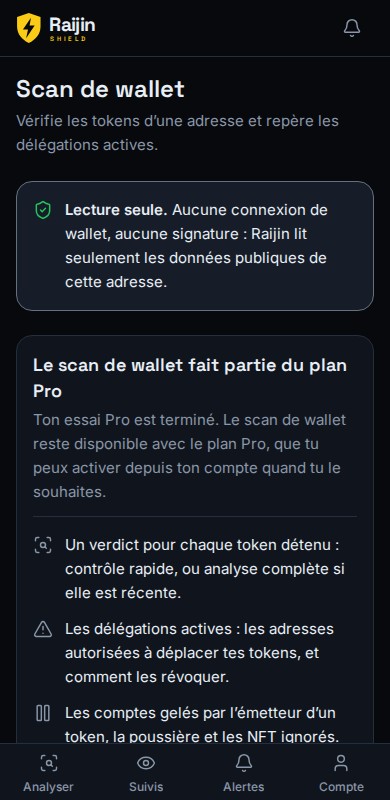 Raijin
SHIELD
Scan de wallet
Vérifie les tokens d’une adresse et repère les
délégations actives.
Lecture seule. Aucune connexion de
wallet, aucune signature : Raijin lit
seulement les données publiques de
cette adresse.
Le scan de wallet fait partie du plan
Pro
Ton essai Pro est terminé. Le scan de wallet
reste disponible avec le plan Pro, que tu
peux activer depuis ton compte quand tu le
souhaites.
Un verdict pour chaque token détenu :
contrôle rapide, ou analyse complète si
elle est récente.
Les délégations actives : les adresses
autorisées à déplacer tes tokens, et
comment les révoquer.
Les comptes gelés par l’émetteur d’un
token, la poussière et les NFT ignorés.
Analyser
Suivis
Alertes
Compte